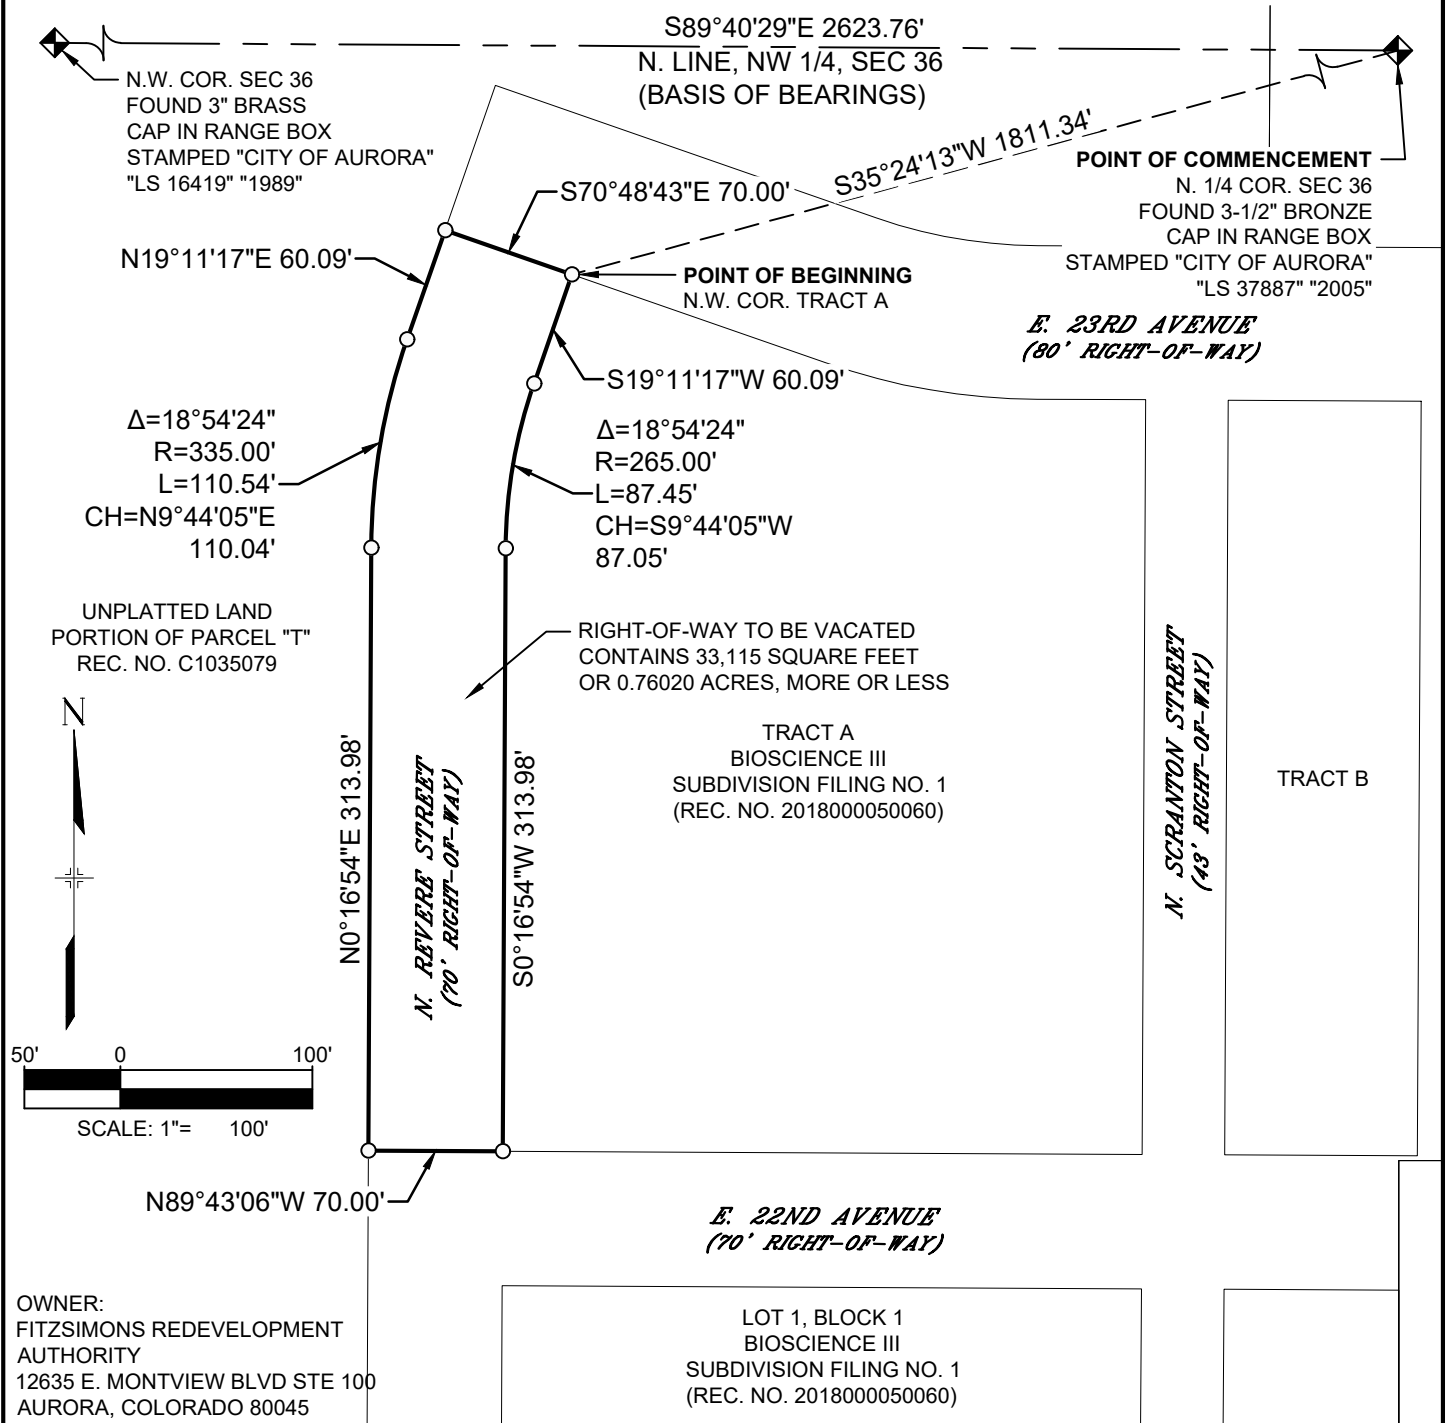 S89°40'29"E 2623.76'
N. LINE, NW 1/4, SEC 36
(BASIS OF BEARINGS)
N.W. COR. SEC 36
FOUND 3" BRASS
CAP IN RANGE BOX
STAMPED "CITY OF AURORA"
"LS 16419" "1989"
S35°24'13"W 1811.34'
POINT OF COMMENCEMENT
N. 1/4 COR. SEC 36
FOUND 3-1/2" BRONZE
CAP IN RANGE BOX
STAMPED "CITY OF AURORA"
"LS 37887" "2005"
S70°48'43"E 70.00'
N19°11'17"E 60.09'
POINT OF BEGINNING
N.W. COR. TRACT A
E. 23RD AVENUE
(80' RIGHT-OF-WAY)
S19°11'17"W 60.09'
Δ=18°54'24"
R=335.00'
L=110.54'
CH=N9°44'05"E
110.04'
Δ=18°54'24"
R=265.00'
L=87.45'
CH=S9°44'05"W
87.05'
UNPLATTED LAND
PORTION OF PARCEL "T"
REC. NO. C1035079
RIGHT-OF-WAY TO BE VACATED
CONTAINS 33,115 SQUARE FEET
OR 0.76020 ACRES, MORE OR LESS
N
N0°16'54"E 313.98'
N. REVERE STREET
(70' RIGHT-OF-WAY)
S0°16'54"W 313.98'
TRACT A
BIOSCIENCE III
SUBDIVISION FILING NO. 1
(REC. NO. 2018000050060)
N. SCRANTON STREET
(43' RIGHT-OF-WAY)
TRACT B
50' 0 100'
SCALE: 1"= 100'
N89°43'06"W 70.00'
E. 22ND AVENUE
(70' RIGHT-OF-WAY)
OWNER:
FITZSIMONS REDEVELOPMENT
AUTHORITY
12635 E. MONTVIEW BLVD STE 100
AURORA, COLORADO 80045
LOT 1, BLOCK 1
BIOSCIENCE III
SUBDIVISION FILING NO. 1
(REC. NO. 2018000050060)